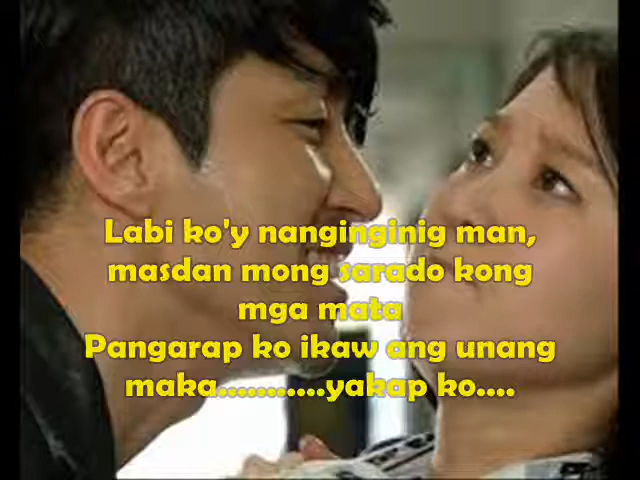 Labi ko'y nanginginig man,
masdan mong sarado kong
mga mata
Pangarap ko ikaw ang unang
maka...........yakap ko....